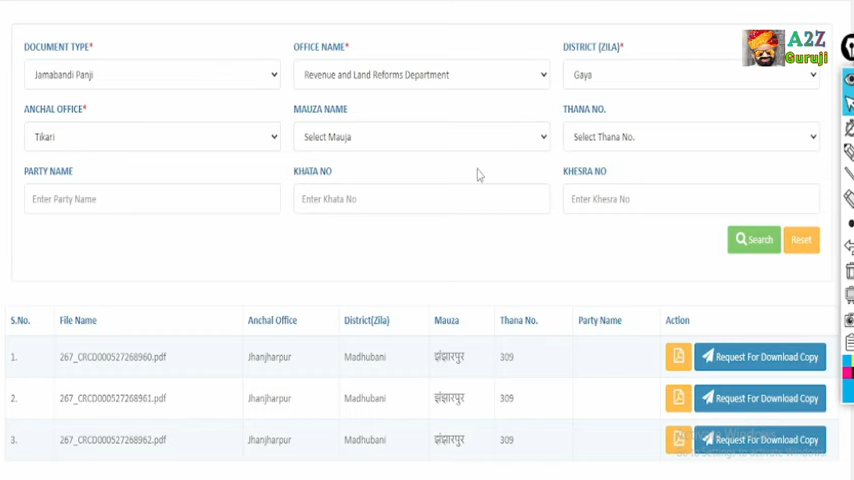 A2Z
Guruji
DOCUMENT TYPE* OFFICE NAME* DISTRICT (ZILA)*
Jamabandi Panji Revenue and Land Reforms Department Gaya
ANCHAL OFFICE* MAUZA NAME THANA NO.
Tikari Select Mauja Select Thana No.
PARTY NAME KHATA NO KHESRA NO
Enter Party Name Enter Khata No Enter Khesra No
Search Reset
S.No. File Name Anchal Office District(Zila) Mauza Thana No. Party Name Action
1. 267_CRCD000527268960.pdf Jhanjharpur Madhubani झंझारपुर 309 Request For Download Copy
2. 267_CRCD000527268961.pdf Jhanjharpur Madhubani झंझारपुर 309 Request For Download Copy
3. 267_CRCD000527268962.pdf Jhanjharpur Madhubani झंझारपुर 309 Request For Download Copy